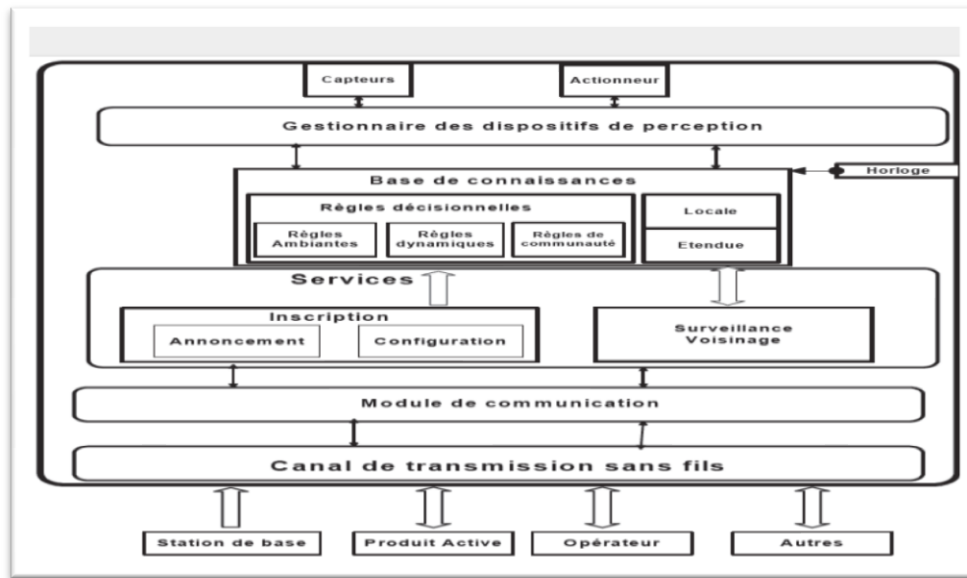 Capteurs
Actionneur
Gestionnaire des dispositifs de perception
Horloge
Base de connaissances
Règles décisionnelles
Locale
Règles
Ambiantes
Règles
dynamiques
Règles de
communauté
Etendue
Services
Inscription
Annoncement
Configuration
Surveillance
Voisinage
Module de communication
Canal de transmission sans fils
Station de base
Produit Active
Opérateur
Autres